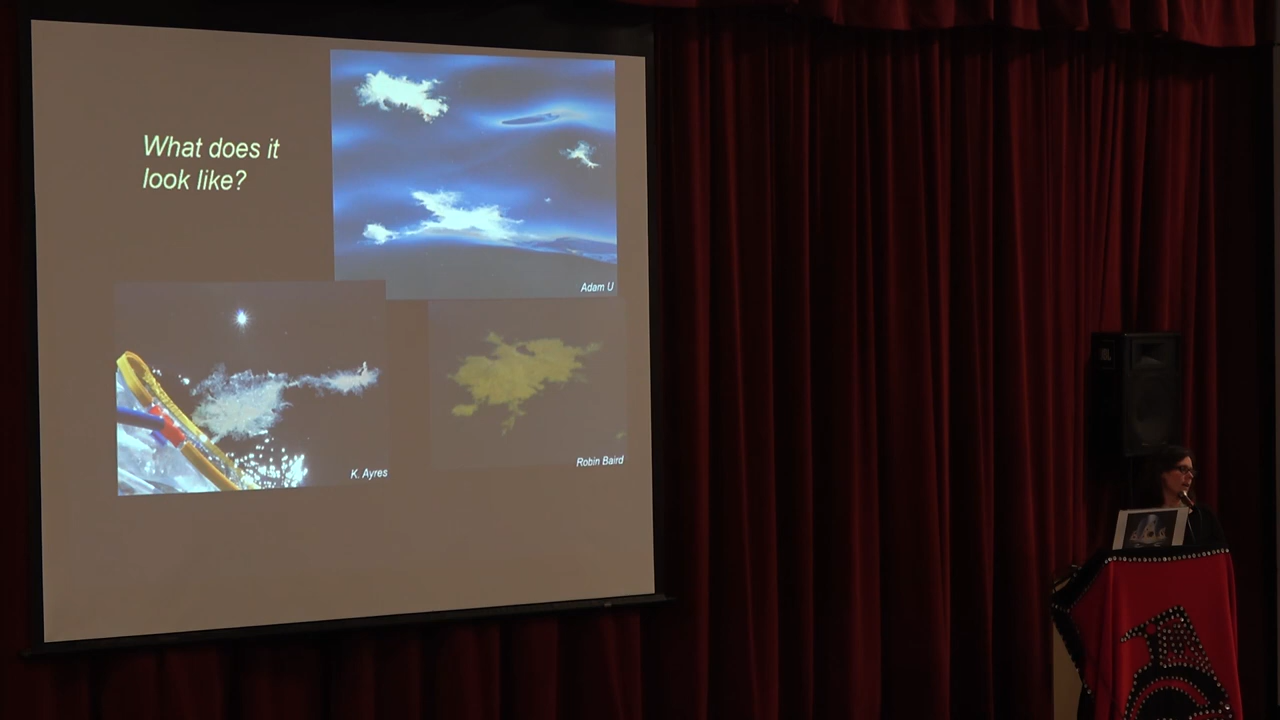 What does it
look like?
Adam U
K. Ayres
Robin Baird